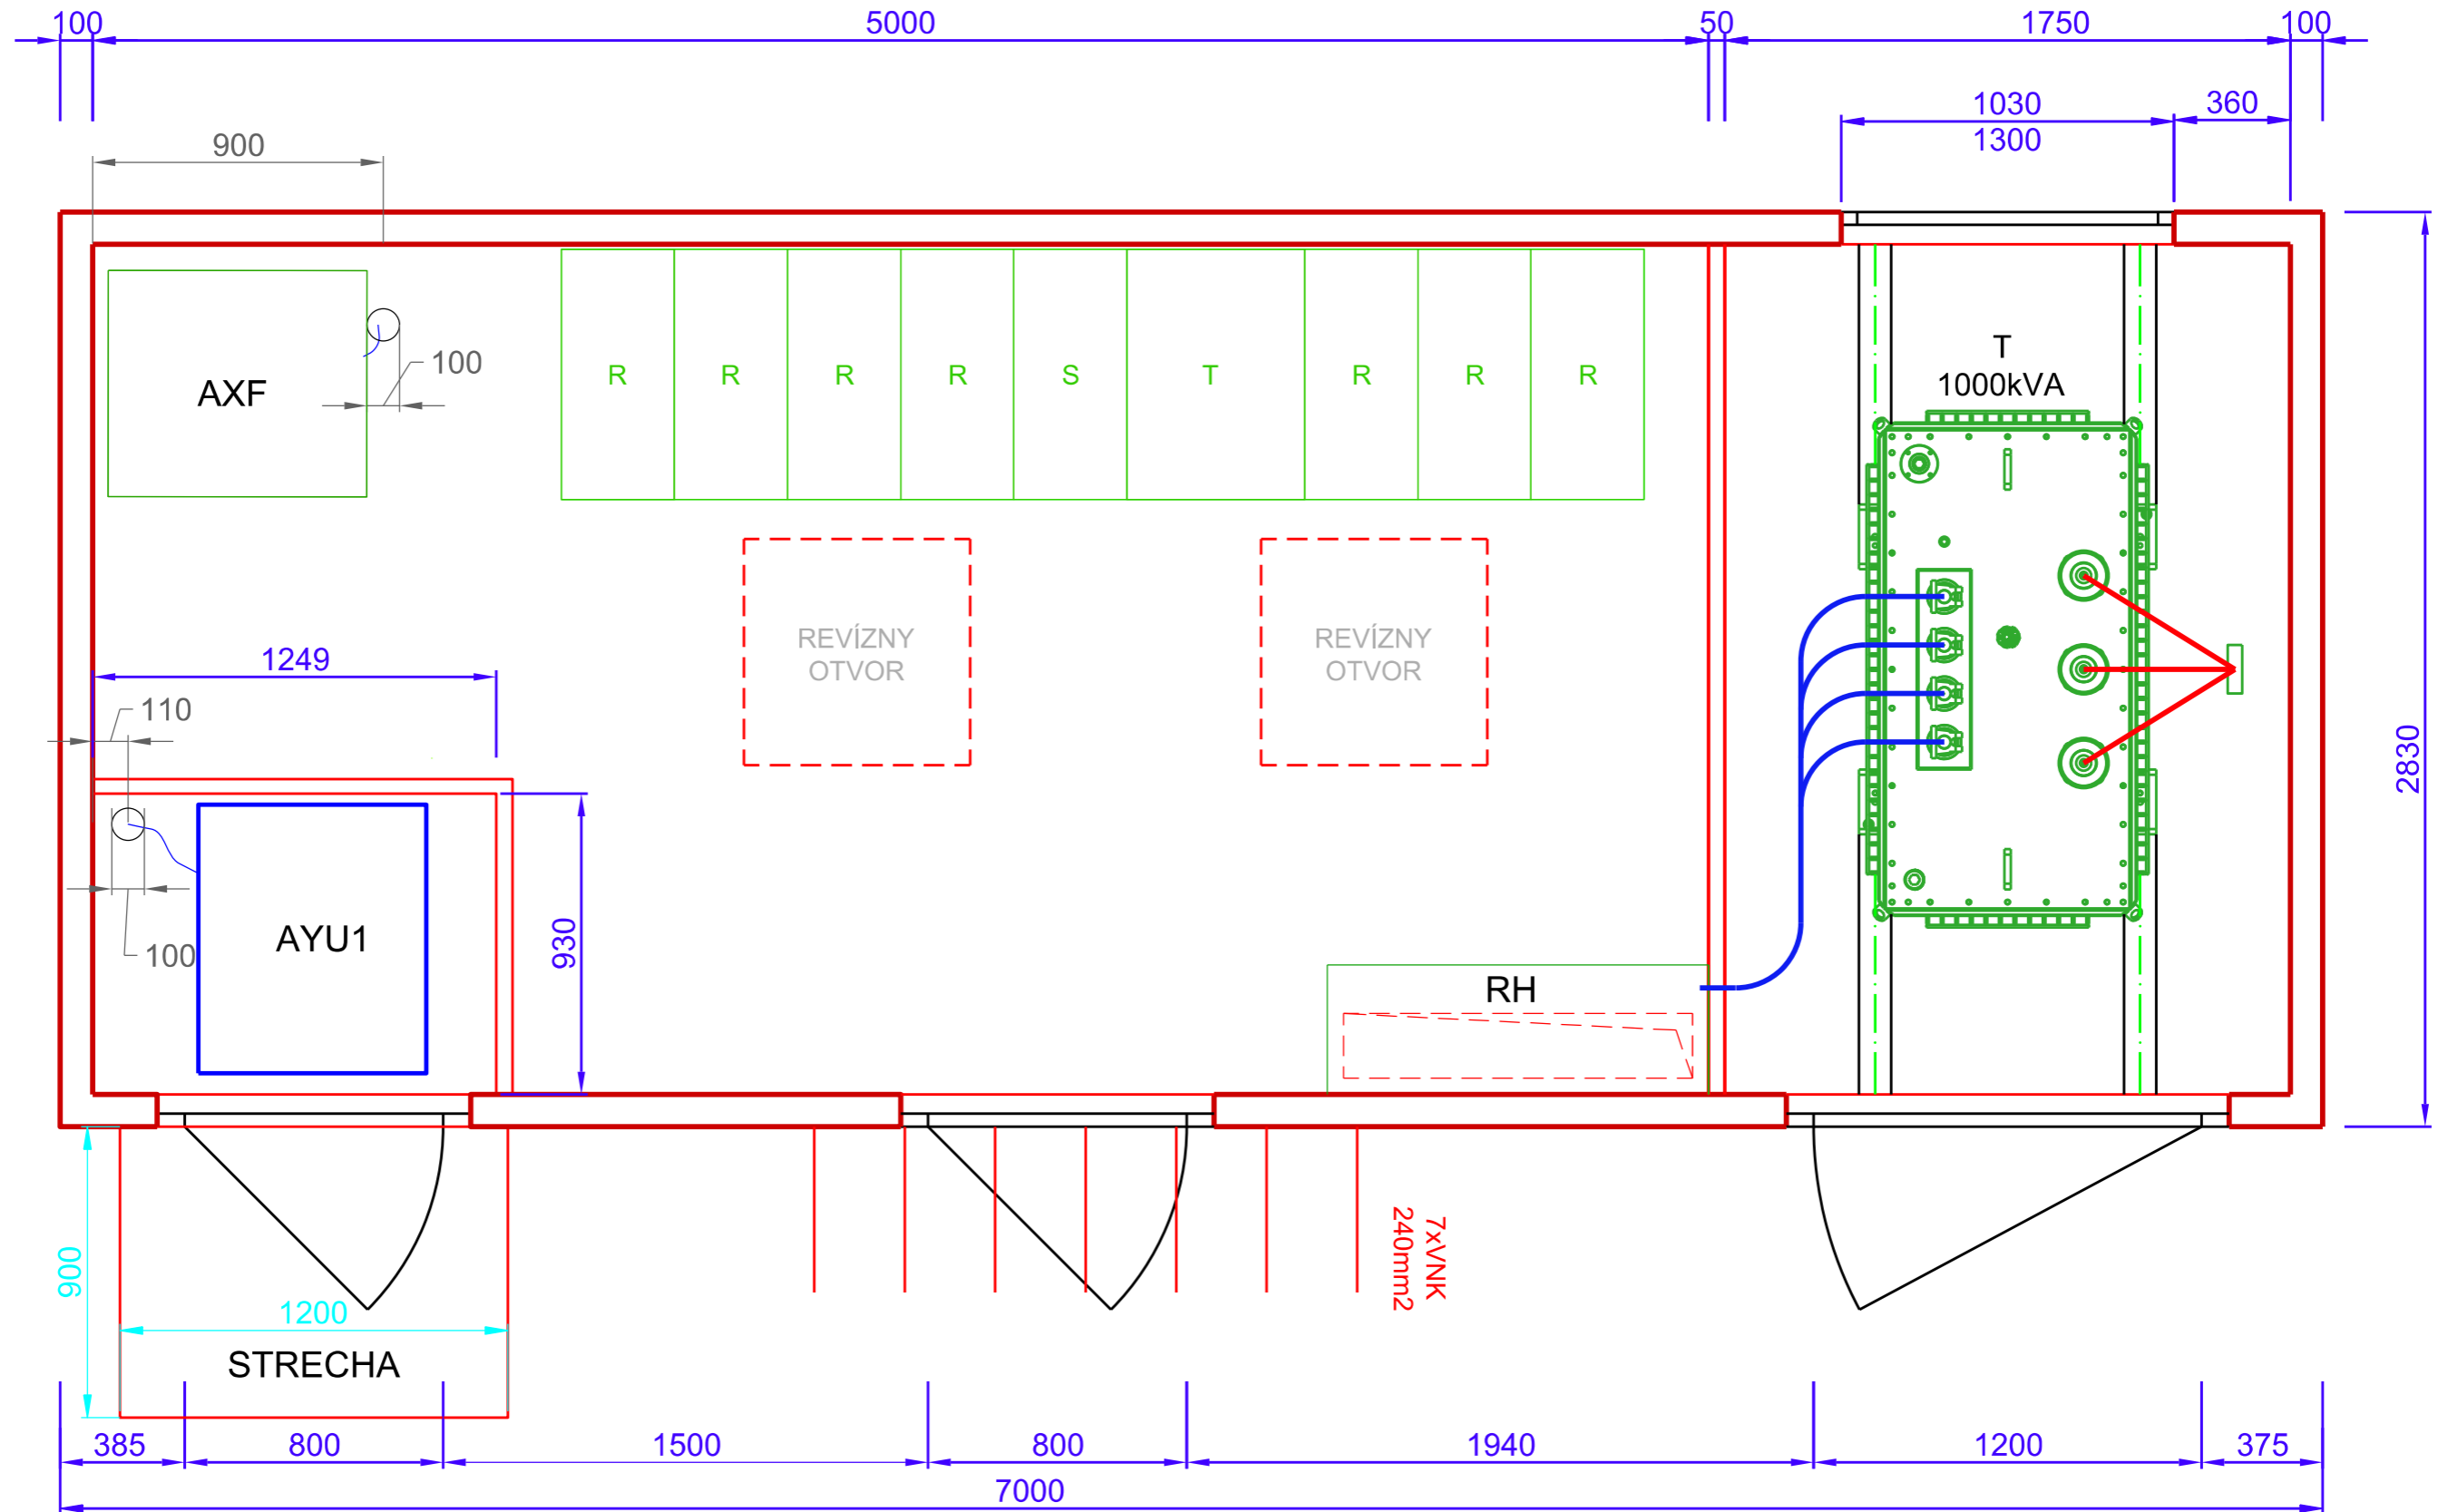 100
5000
50
1750
100
1030
360
1300
900
T
1000kVA
100
AXF
R
R
R
R
S
T
R
R
R
REVÍZNY
OTVOR
REVÍZNY
OTVOR
1249
110
2830
AYU1
100
930
RH
7xVNK
240mm2
900
1200
STRECHA
385
800
1500
800
1940
1200
375
7000